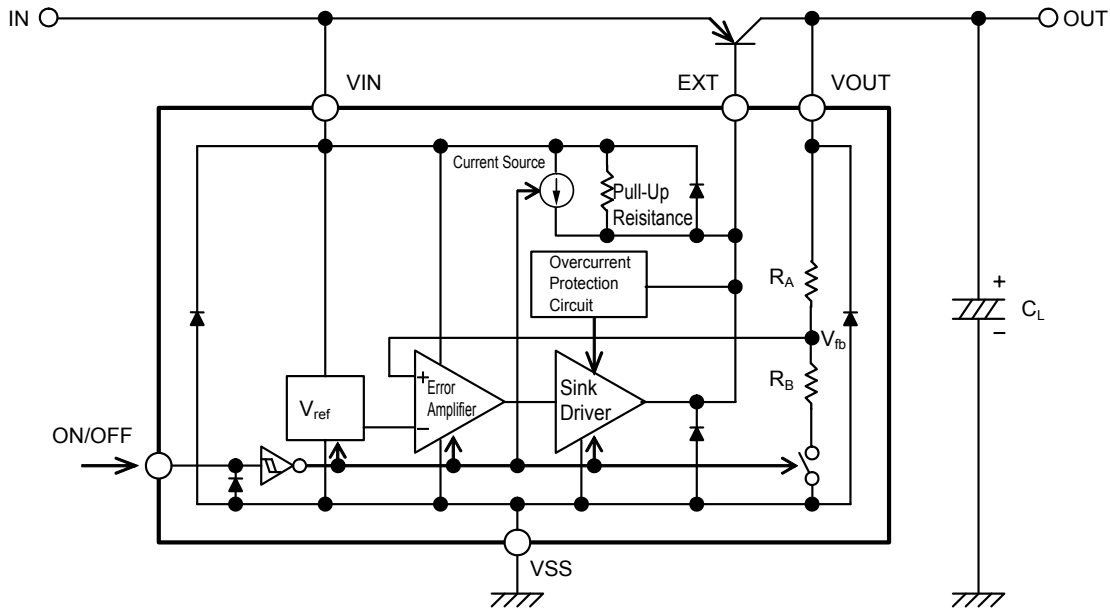 IN
OUT
VIN
EXT
VOUT
Current Source
Pull-Up
Reisitance
Overcurrent
Protection
Circuit
RA
+
CL
−
Vfb
+
Error
Amplifier
−
Sink
Driver
RB
Vref
ON/OFF
VSS